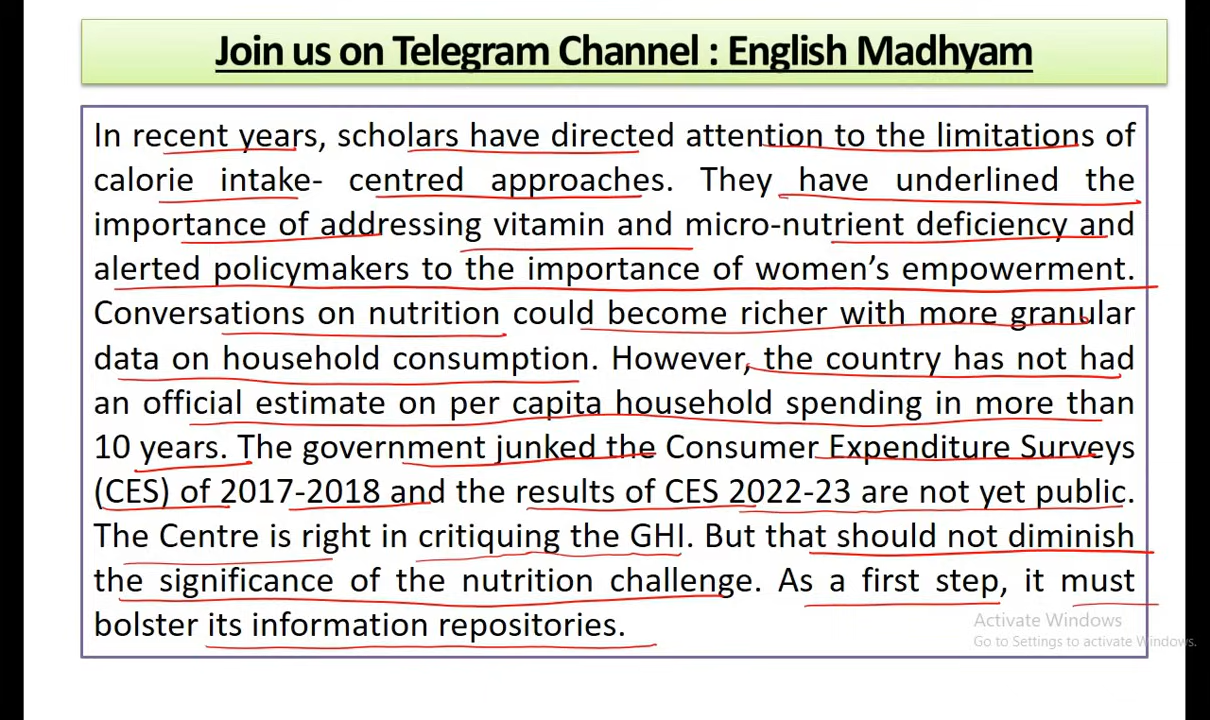 Join us on Telegram Channel : English Madhyam
In recent years, scholars have directed attention to the limitations of
calorie intake- centred approaches. They have underlined the
importance of addressing vitamin and micro-nutrient deficiency and
alerted policymakers to the importance of women's empowerment.
Conversations on nutrition could become richer with more granular
data on household consumption. However, the country has not had
an official estimate on per capita household spending in more than
10 years. The government junked the Consumer Expenditure Surveys
(CES) of 2017-2018 and the results of CES 2022-23 are not yet public.
The Centre is right in critiquing the GHI. But that should not diminish
the significance of the nutrition challenge. As a first step, it must
bolster its information repositories.
Activate Windows
Go to Settings to activate Windows.